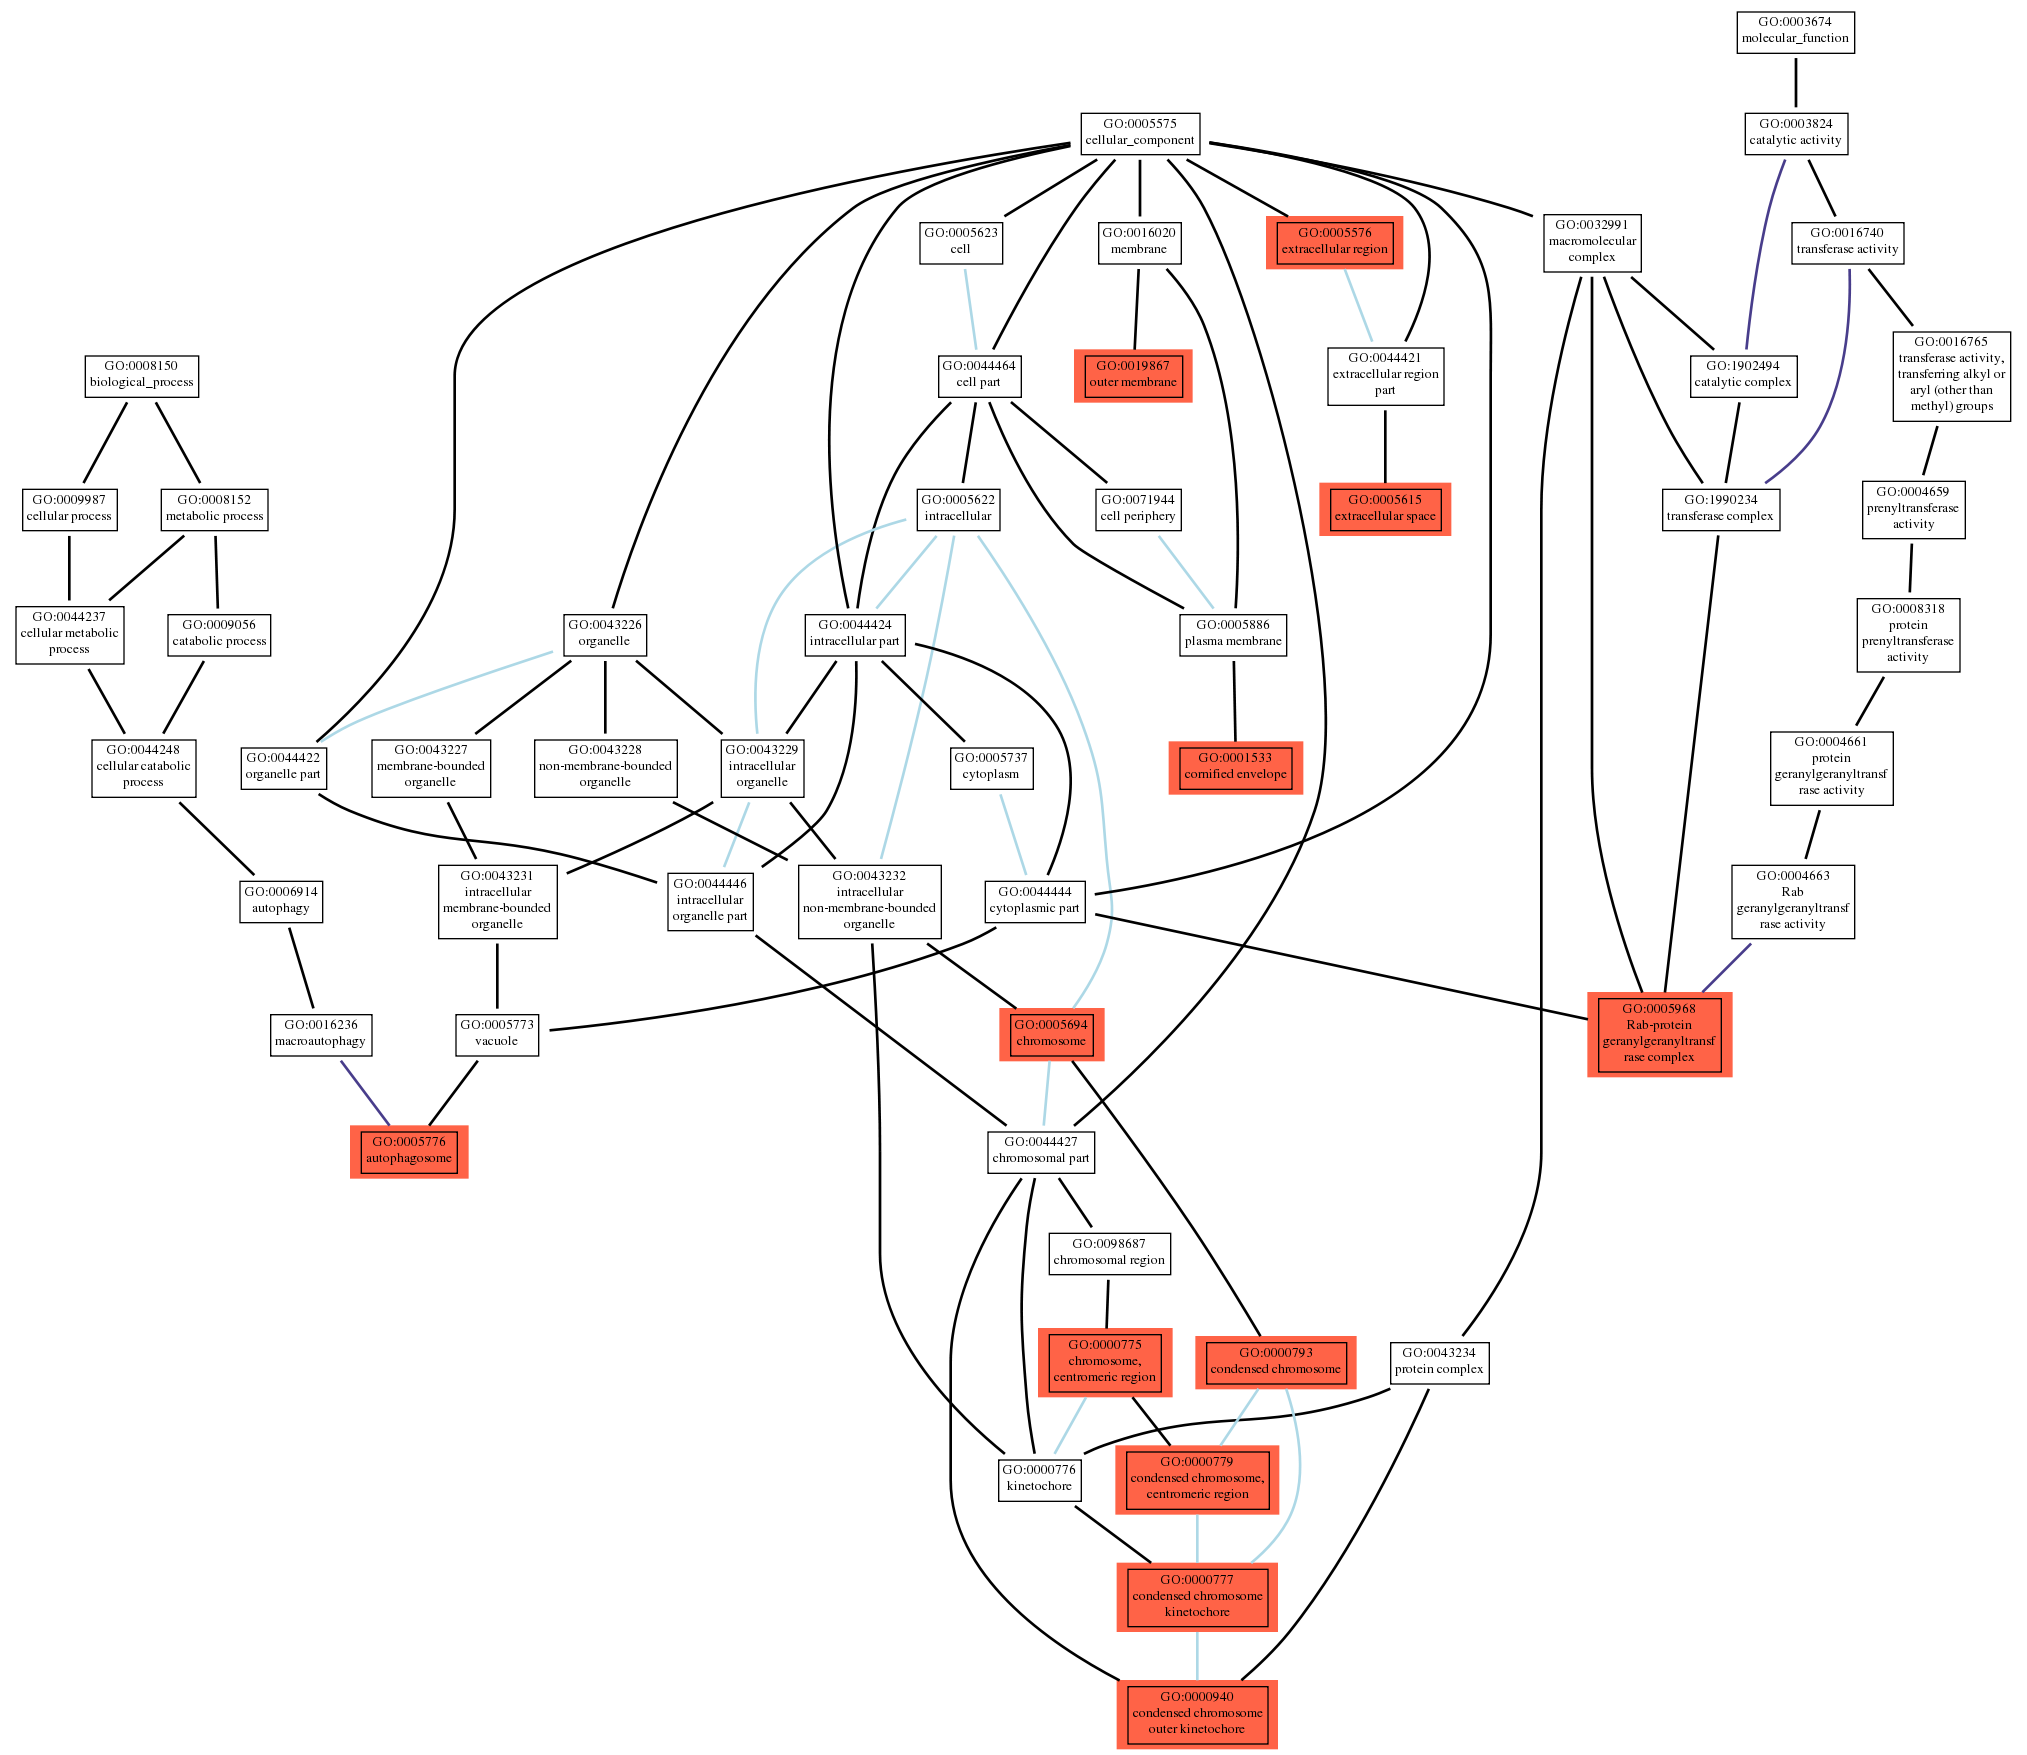 GO:0003674
molecular_function
GO:0005575
cellular_component
GO:0003824
catalytic activity
GO:0005623
cell
GO:0016020
membrane
GO:0005576
extracellular region
GO:0032991
macromolecular
complex
GO:0016740
transferase activity
GO:0008150
biological_process
GO:0044464
cell part
GO:0019867
outer membrane
GO:0044421
extracellular region
part
GO:1902494
catalytic complex
GO:0016765
transferase activity,
transferring alkyl or
aryl (other than
methyl) groups
GO:0009987
cellular process
GO:0008152
metabolic process
GO:0005622
intracellular
GO:0071944
cell periphery
GO:0005615
extracellular space
GO:1990234
transferase complex
GO:0004659
prenyltransferase
activity
GO:0044237
cellular metabolic
process
GO:0009056
catabolic process
GO:0043226
organelle
GO:0044424
intracellular part
GO:0005886
plasma membrane
GO:0008318
protein
prenyltransferase
activity
GO:0044248
cellular catabolic
process
GO:0044422
organelle part
GO:0043227
membrane-bounded
organelle
GO:0043228
non-membrane-bounded
organelle
GO:0043229
intracellular
organelle
GO:0005737
cytoplasm
GO:0001533
cornified envelope
GO:0004661
protein
geranylgeranyltransf
rase activity
GO:0006914
autophagy
GO:0043231
intracellular
membrane-bounded
organelle
GO:0044446
intracellular
organelle part
GO:0043232
intracellular
non-membrane-bounded
organelle
GO:0044444
cytoplasmic part
GO:0004663
Rab
geranylgeranyltransf
rase activity
GO:0016236
macroautophagy
GO:0005773
vacuole
GO:0005694
chromosome
GO:0005968
Rab-protein
geranylgeranyltransf
rase complex
GO:0005776
autophagosome
GO:0044427
chromosomal part
GO:0098687
chromosomal region
GO:0000775
chromosome,
centromeric region
GO:0000793
condensed chromosome
GO:0043234
protein complex
GO:0000776
kinetochore
GO:0000779
condensed chromosome,
centromeric region
GO:0000777
condensed chromosome
kinetochore
GO:0000940
condensed chromosome
outer kinetochore